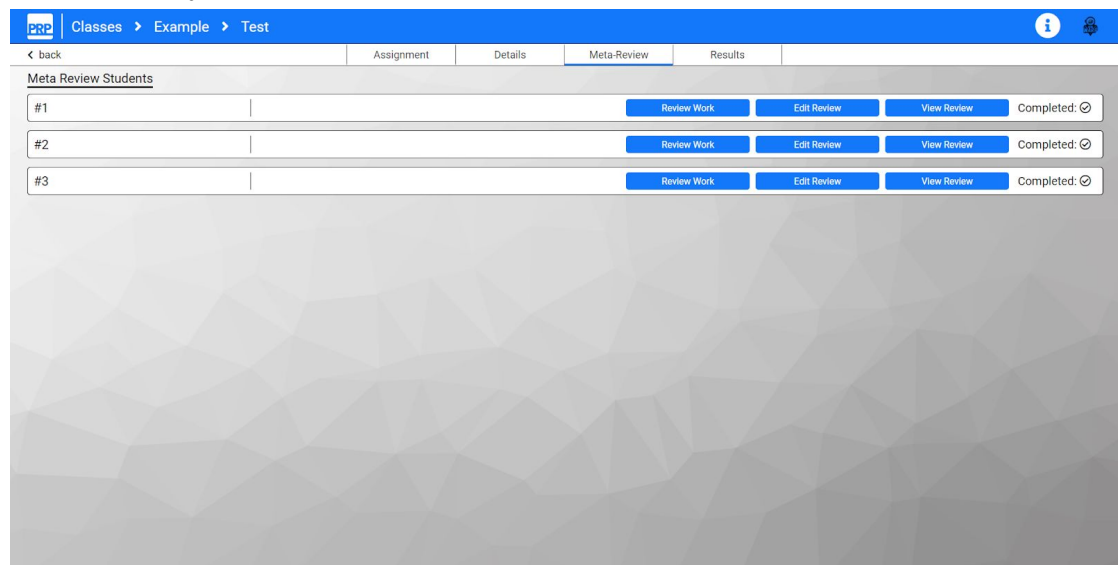 PRP Classes > Example > Test
< back Assignment Details Meta-Review Results
Meta Review Students
#1 Review Work Edit Review View Review Completed:
#2 Review Work Edit Review View Review Completed:
#3 Review Work Edit Review View Review Completed: